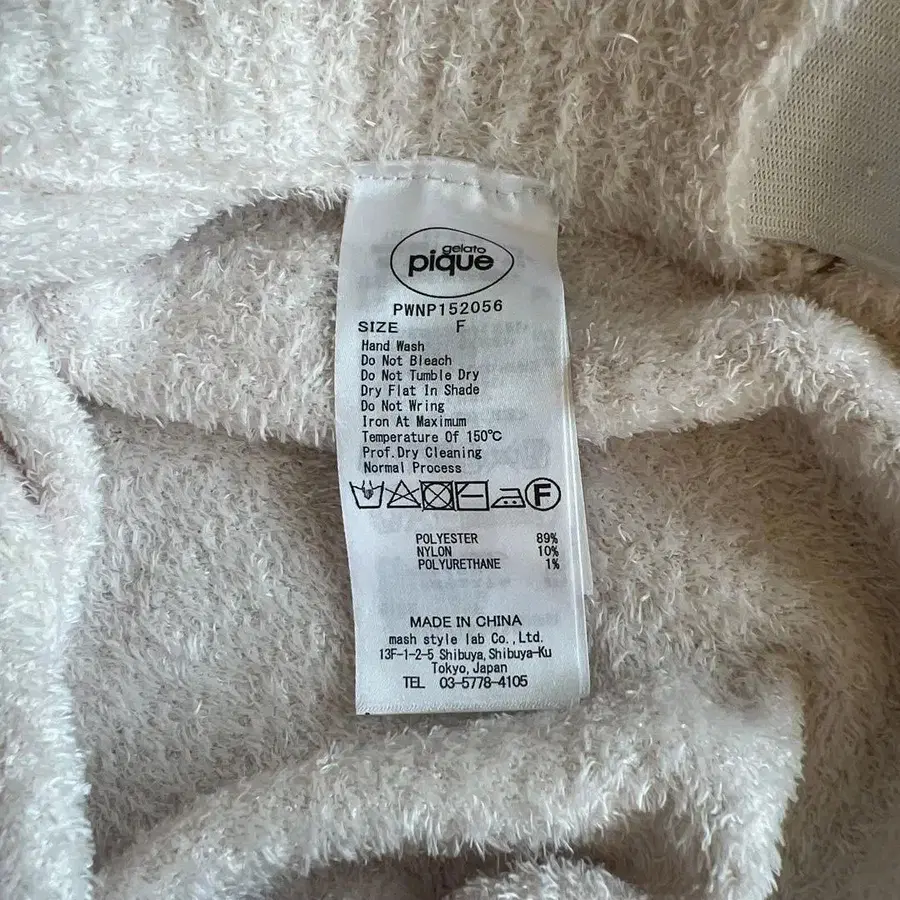 gelato
pique
PWNP152056
SIZE F
Hand Wash
Do Not Bleach
Do Not Tumble Dry
Dry Flat In Shade
Do Not Wring
Iron At Maximum
Temperature Of 150℃
Prof.Dry Cleaning
Normal Process
F
POLYESTER 89%
NYLON 10%
POLYURETHANE 1%
MADE IN CHINA
mash style lab Co.,Ltd.
13F-1-2-5 Shibuya,Shibuya-Ku
Tokyo,Japan
TEL 03-5778-4105